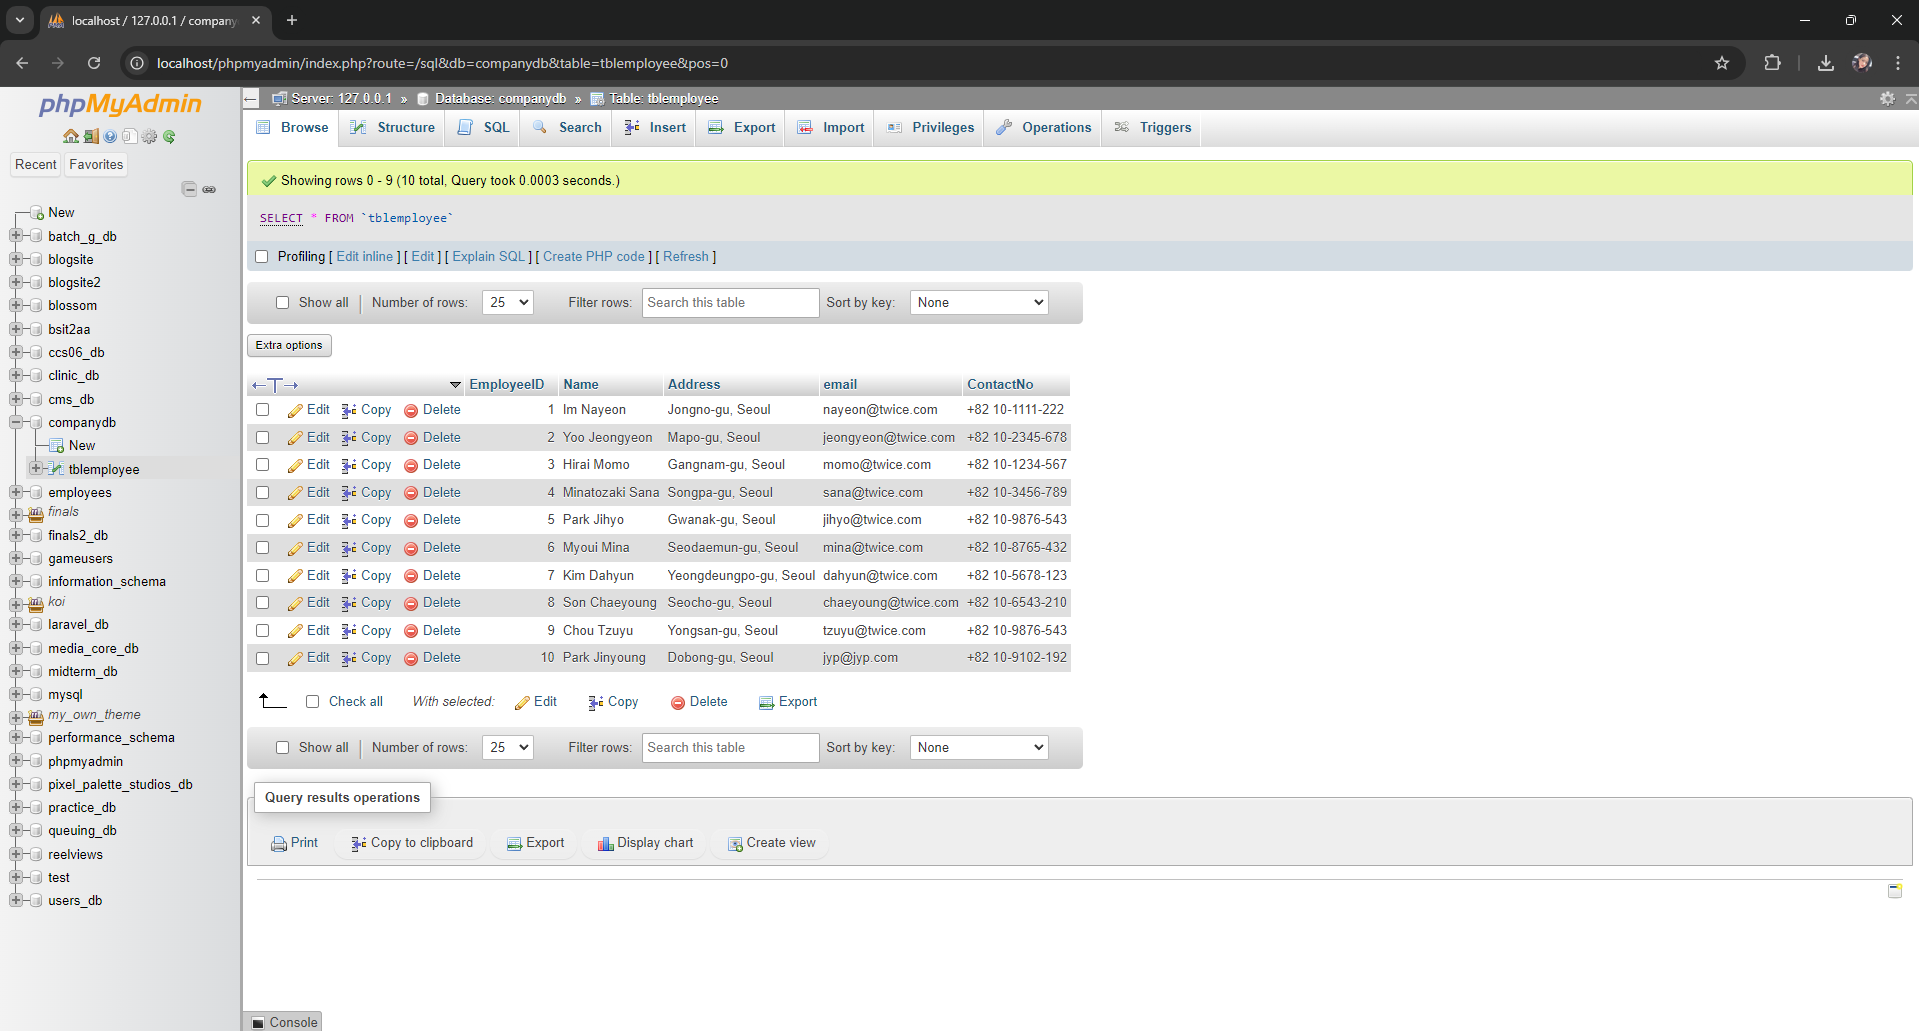 localhost / 127.0.0.1 / company
localhost/phpmyadmin/index.php?route=/sql&db=companydb&table=tblemployee&pos=0
phpMyAdmin
Recent Favorites
New
batch_g_db
blogsite
blogsite2
blossom
bsit2aa
ccs06_db
clinic_db
cms_db
companydb
New
tblemployee
employees
finals
finals2_db
gameusers
information_schema
koi
laravel_db
media_core_db
midterm_db
mysql
my_own_theme
performance_schema
phpmyadmin
pixel_palette_studios_db
practice_db
queuing_db
reelviews
test
users_db
Server: 127.0.0.1 » Database: companydb » Table: tblemployee
Browse Structure SQL Search Insert Export Import Privileges Operations Triggers
Showing rows 0 - 9 (10 total, Query took 0.0003 seconds.)
SELECT * FROM `tblemployee`
Profiling [ Edit inline ] [ Edit ] [ Explain SQL ] [ Create PHP code ] [ Refresh ]
Show all Number of rows: 25 Filter rows: Search this table Sort by key: None
Extra options
EmployeeID Name Address email ContactNo
Edit Copy Delete 1 Im Nayeon Jongno-gu, Seoul nayeon@twice.com +82 10-1111-222
Edit Copy Delete 2 Yoo Jeongyeon Mapo-gu, Seoul jeongyeon@twice.com +82 10-2345-678
Edit Copy Delete 3 Hirai Momo Gangnam-gu, Seoul momo@twice.com +82 10-1234-567
Edit Copy Delete 4 Minatozaki Sana Songpa-gu, Seoul sana@twice.com +82 10-3456-789
Edit Copy Delete 5 Park Jihyo Gwanak-gu, Seoul jihyo@twice.com +82 10-9876-543
Edit Copy Delete 6 Myoui Mina Seodaemun-gu, Seoul mina@twice.com +82 10-8765-432
Edit Copy Delete 7 Kim Dahyun Yeongdeungpo-gu, Seoul dahyun@twice.com +82 10-5678-123
Edit Copy Delete 8 Son Chaeyoung Seocho-gu, Seoul chaeyoung@twice.com +82 10-6543-210
Edit Copy Delete 9 Chou Tzuyu Yongsan-gu, Seoul tzuyu@twice.com +82 10-9876-543
Edit Copy Delete 10 Park Jinyoung Dobong-gu, Seoul jyp@jyp.com +82 10-9102-192
Check all With selected: Edit Copy Delete Export
Show all Number of rows: 25 Filter rows: Search this table Sort by key: None
Query results operations
Print Copy to clipboard Export Display chart Create view
Console